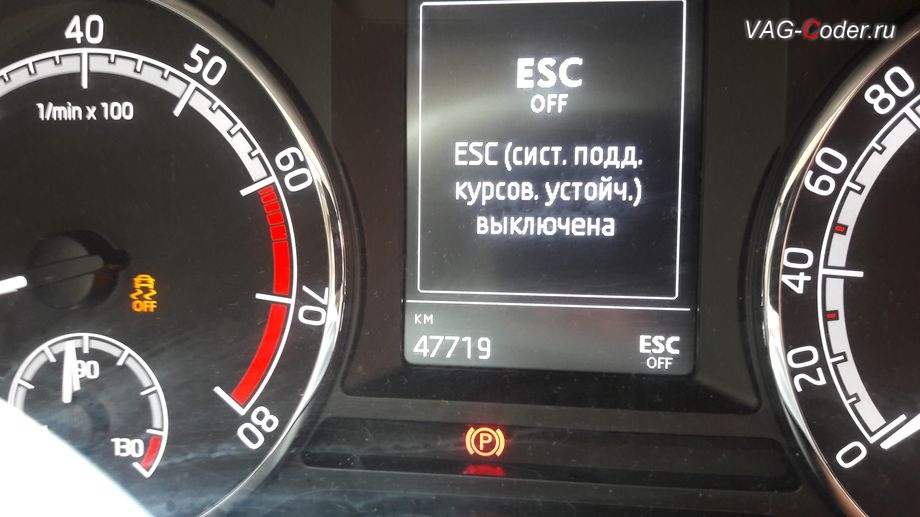 VAG-Coder.ru
40
50
60
70
80
1/min x 100
OFF
90
130
ESC
OFF
ESC (сист. подд.
курсов. устойч.)
выключена
КМ
47719
ESC
OFF
P
80
60
40
20
0